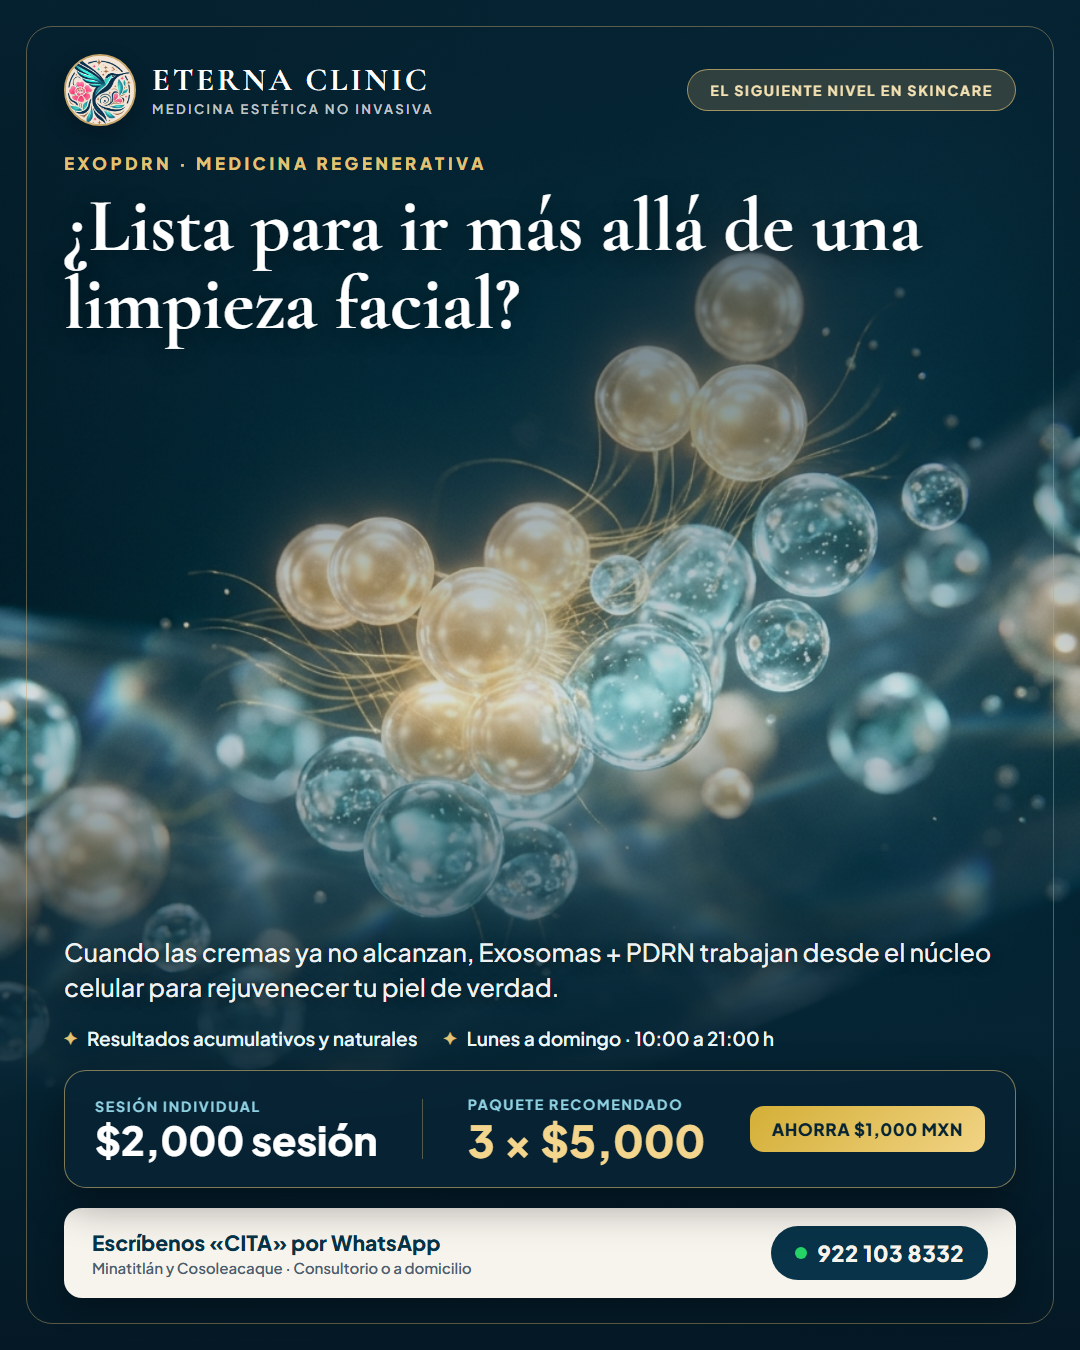 ETERNA CLINIC
MEDICINA ESTÉTICA NO INVASIVA
EL SIGUIENTE NIVEL EN SKINCARE
EXOPDRN · MEDICINA REGENERATIVA
¿Lista para ir más allá de una
limpieza facial?
Cuando las cremas ya no alcanzan, Exosomas + PDRN trabajan desde el núcleo
celular para rejuvenecer tu piel de verdad.
✦ Resultados acumulativos y naturales ✦ Lunes a domingo · 10:00 a 21:00 h
SESIÓN INDIVIDUAL
$2,000 sesión
PAQUETE RECOMENDADO
3 × $5,000
AHORRA $1,000 MXN
Escríbenos «CITA» por WhatsApp
Minatitlán y Cosoleacaque · Consultorio o a domicilio
922 103 8332